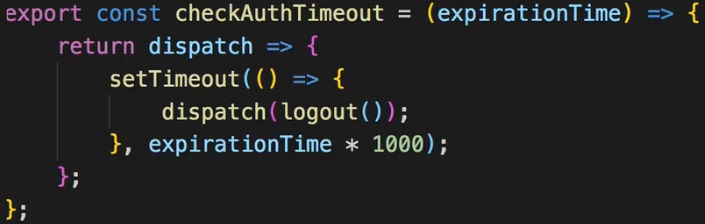 export const checkAuthTimeout = (expirationTime) => {
    return dispatch => {
        setTimeout(() => {
            dispatch(logout());
        }, expirationTime * 1000);
    };
};